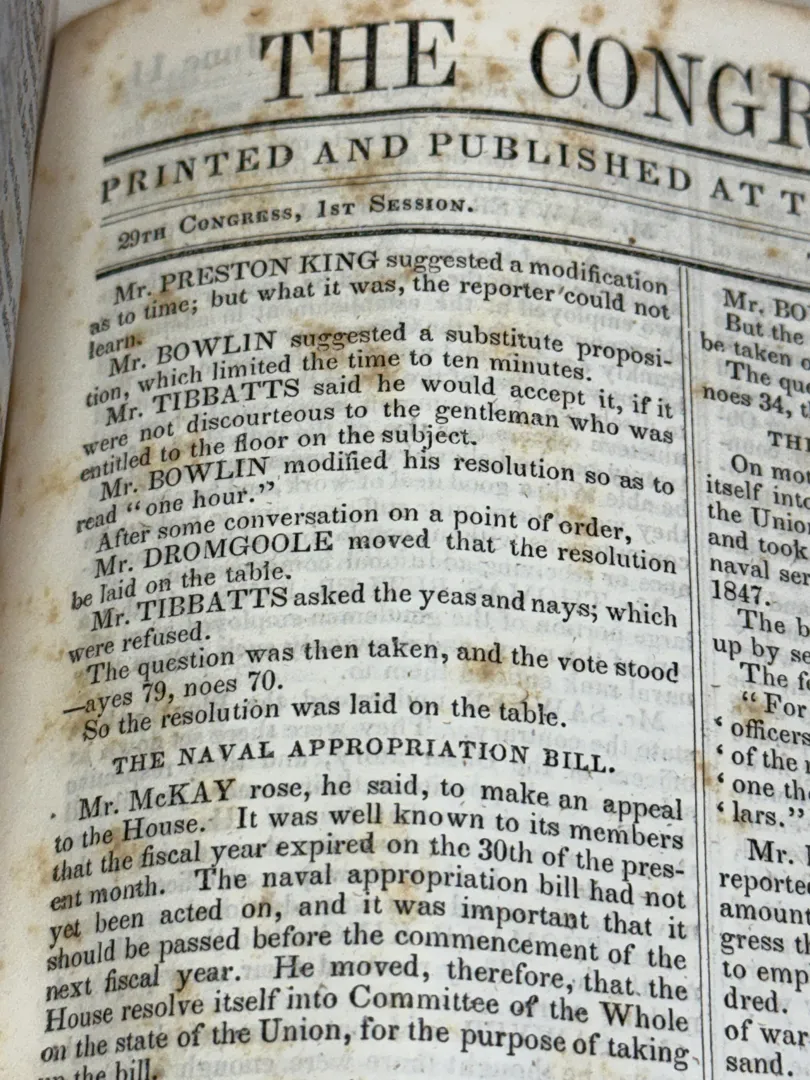 THE CONGR
PRINTED AND PUBLISHED AT T
29TH CONGRESS, 1ST SESSION.
Mr. PRESTON KING suggested a modification
as to time; but what it was, the reporter could not
learn.
Mr. BOWLIN suggested a substitute proposi-
tion, which limited the time to ten minutes.
Mr. TIBBATTS said he would accept it, if it
were not discourteous to the gentleman who was
entitled to the floor on the subject.
Mr. BOWLIN modified his resolution so as to
read "one hour."
After some conversation on a point of order,
Mr. DROMGOOLE moved that the resolution
be laid on the table.
Mr. TIBBATTS asked the yeas and nays; which
were refused.
The question was then taken, and the vote stood
—ayes 79, noes 70.
So the resolution was laid on the table.
THE NAVAL APPROPRIATION BILL.
Mr. McKAY rose, he said, to make an appeal
to the House. It was well known to its members
that the fiscal year expired on the 30th of the pres-
ent month. The naval appropriation bill had not
yet been acted on, and it was important that it
should be passed before the commencement of the
next fiscal year. He moved, therefore, that the
House resolve itself into Committee of the Whole
on the state of the Union, for the purpose of taking
up the bill.
Mr. BO
But the
be taken o
The que
noes 34, t
THE
On mot
itself into
the Union
and took
naval ser
1847.
The b
up by se
The fo
"For
‘ officers
‘ of the
‘ one the
‘ lars."
Mr.
reported
amount
gress th
to emp
dred.
of war
sand.